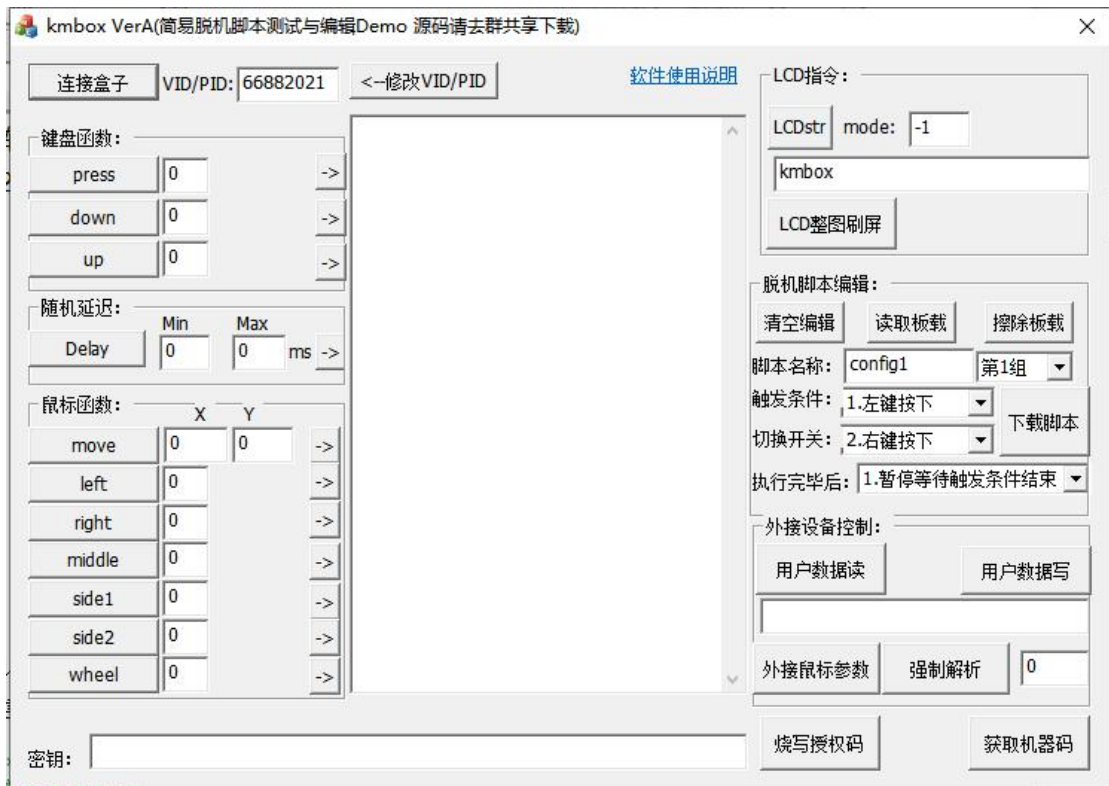 kmbox VerA(简易脱机脚本测试与编辑Demo 源码请去群共享下载)
连接盒子 VID/PID: 66882021 <--修改VID/PID 软件使用说明
键盘函数:
press 0 ->
down 0 ->
up 0 ->
随机延迟:
Min Max
Delay 0 0 ms ->
鼠标函数: X Y
move 0 0 ->
left 0 ->
right 0 ->
middle 0 ->
side1 0 ->
side2 0 ->
wheel 0 ->
LCD指令:
LCDstr mode: -1
kmbox
LCD整图刷屏
脱机脚本编辑:
清空编辑 读取板载 擦除板载
脚本名称: config1 第1组
触发条件: 1.左键按下
下载脚本
切换开关: 2.右键按下
执行完毕后: 1.暂停等待触发条件结束
外接设备控制:
用户数据读 用户数据写
外接鼠标参数 强制解析 0
密钥:
烧写授权码 获取机器码